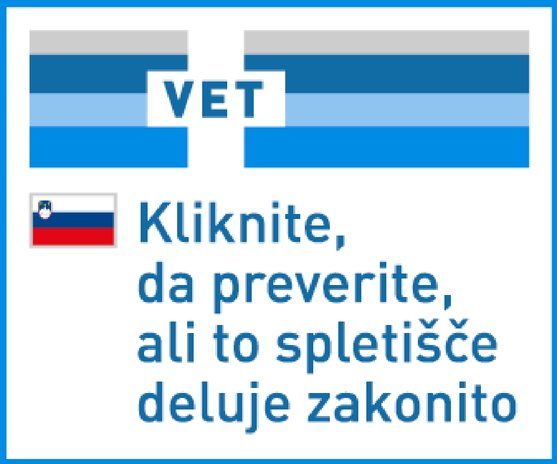 VET
Kliknite,
da preverite,
ali to spletišče
deluje zakonito